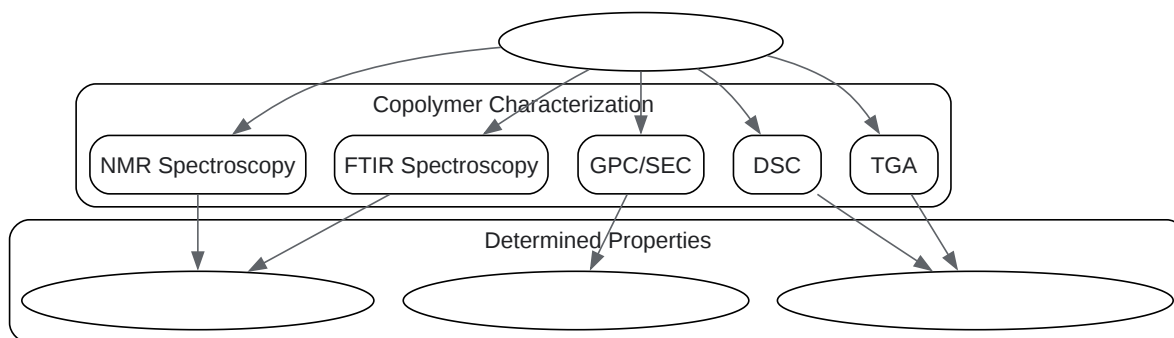 Copolymer Characterization
NMR Spectroscopy
FTIR Spectroscopy
GPC/SEC
DSC
TGA
Determined Properties